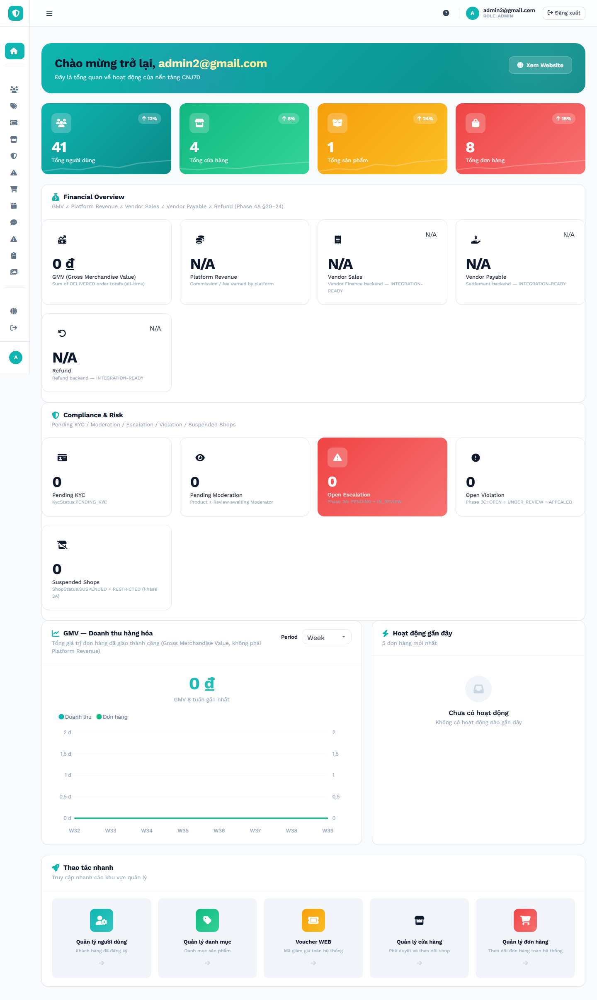 admin2@gmail.com
ROLE_ADMIN
Đăng xuất
A
Chào mừng trở lại, admin2@gmail.com
Đây là tổng quan về hoạt động của nền tảng CNJ70
Xem Website
12%
41
Tổng người dùng
8%
4
Tổng cửa hàng
24%
1
Tổng sản phẩm
18%
8
Tổng đơn hàng
Financial Overview
GMV ≠ Platform Revenue ≠ Vendor Sales ≠ Vendor Payable ≠ Refund (Phase 4A §20–24)
0 ₫
GMV (Gross Merchandise Value)
Sum of DELIVERED order totals (all-time)
N/A
Platform Revenue
Commission / fee earned by platform
N/A
N/A
Vendor Sales
Vendor Finance backend — INTEGRATION-
READY
N/A
N/A
Vendor Payable
Settlement backend — INTEGRATION-READY
N/A
N/A
Refund
Refund backend — INTEGRATION-READY
A
Compliance & Risk
Pending KYC / Moderation / Escalation / Violation / Suspended Shops
0
Pending KYC
KycStatus.PENDING_KYC
0
Pending Moderation
Product + Review awaiting Moderator
0
Open Escalation
Phase 3A: PENDING + IN_REVIEW
0
Open Violation
Phase 3C: OPEN + UNDER_REVIEW + APPEALED
0
Suspended Shops
ShopStatus.SUSPENDED + RESTRICTED (Phase
3A)
GMV — Doanh thu hàng hóa
Tổng giá trị đơn hàng đã giao thành công (Gross Merchandise Value, không phải
Platform Revenue)
Period
Week
0 ₫
GMV 8 tuần gần nhất
Doanh thu
Đơn hàng
2 đ
1,5 đ
1 đ
0,5 đ
0 đ
2
1,5
1
0,5
0
W32
W33
W34
W35
W36
W37
W38
W39
Hoạt động gần đây
5 đơn hàng mới nhất
Chưa có hoạt động
Không có hoạt động nào gần đây
Thao tác nhanh
Truy cập nhanh các khu vực quản lý
Quản lý người dùng
Khách hàng đã đăng ký
Quản lý danh mục
Danh mục sản phẩm
Voucher WEB
Mã giảm giá toàn hệ thống
Quản lý cửa hàng
Phê duyệt và theo dõi shop
Quản lý đơn hàng
Theo dõi đơn hàng toàn hệ thống